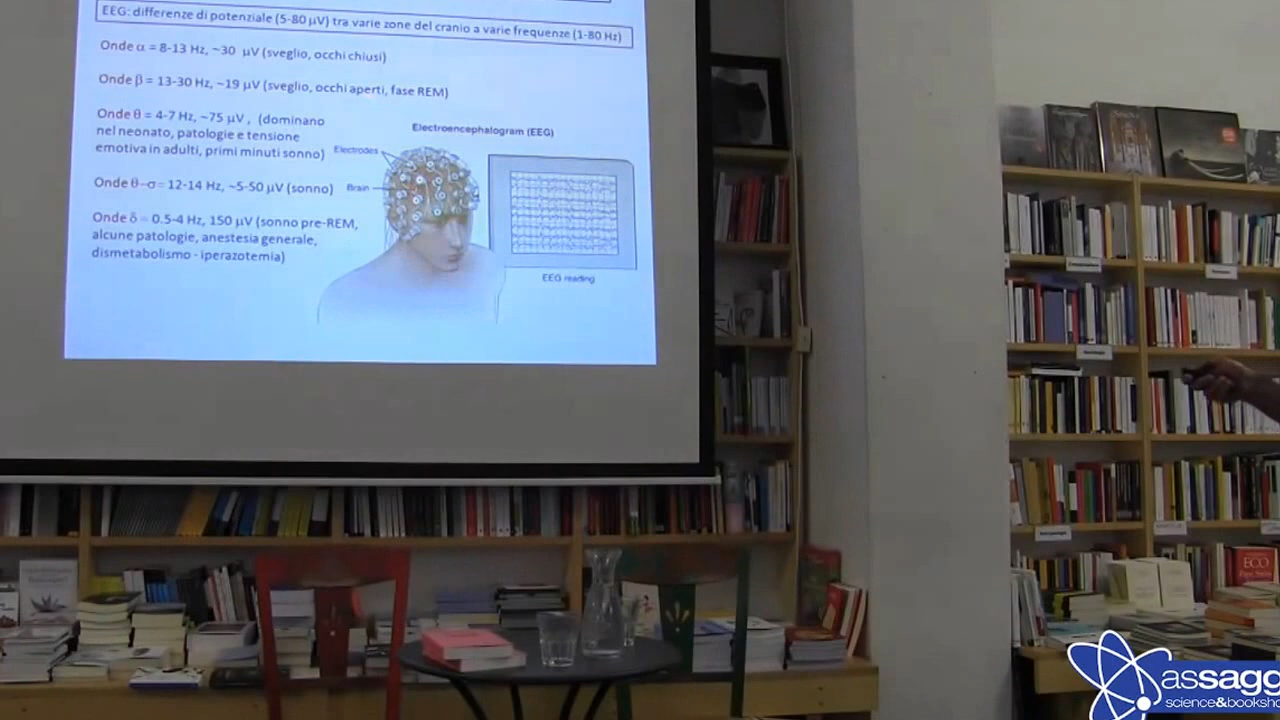 EEG: differenze di potenziale (5-80 µV) tra varie zone del cranio a varie frequenze (1-80 Hz)
Onde α = 8-13 Hz, ~30 µV (sveglio, occhi chiusi)
Onde β = 13-30 Hz, ~19 µV (sveglio, occhi aperti, fase REM)
Onde θ = 4-7 Hz, ~75 µV, (dominano
nel neonato, patologie e tensione
emotiva in adulti, primi minuti sonno)
Onde θ–σ = 12-14 Hz, ~5-50 µV (sonno)
Onde δ = 0.5-4 Hz, 150 µV (sonno pre-REM,
alcune patologie, anestesia generale,
dismetabolismo - iperazotemia)
Electroencephalogram (EEG)
Electrodes
Brain
EEG reading
ECO
assagg
science&booksho